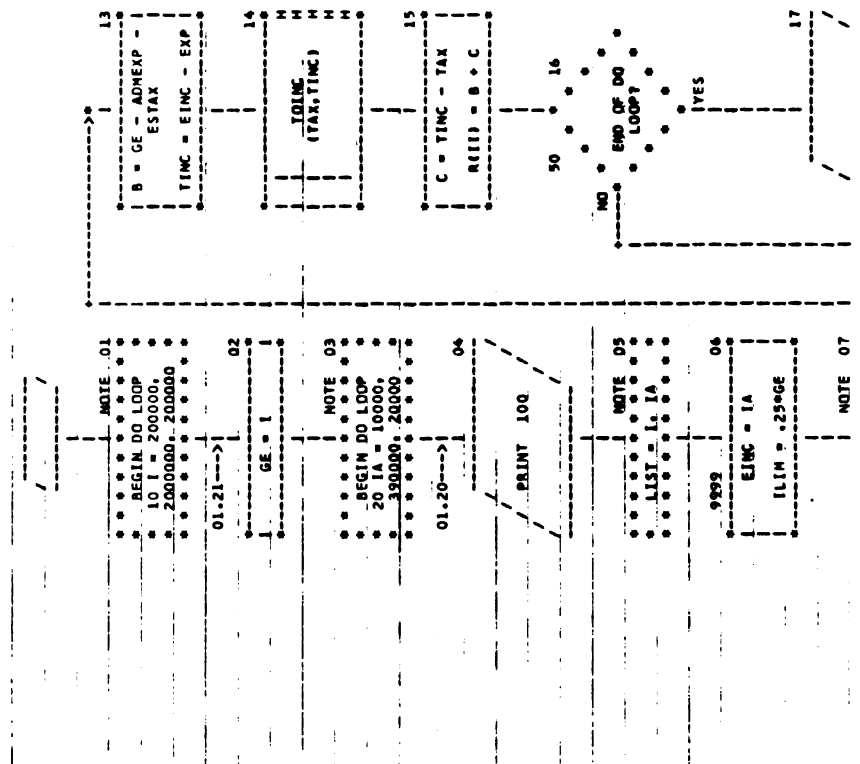 NOTE 01
BEGIN DO LOOP
10 I = 200000,
2000000, 200000
01.21--->
02
GE = I
NOTE 03
BEGIN DO LOOP
20 IA = 10000,
390000, 20000
01.20--->
04
PRINT 100
NOTE 05
LIST = I, IA
9999
06
EINC = IA
ILIM = .25*GE
NOTE 07
13
B = GE - ADMEXP -
ESTAX
TINC = EINC - EXP
14
(TAX,TINC)
H
H
H
H
H
15
C = TINC - TAX
R(II) = B + C
50
16
END OF DO
LOOP?
NO
YES
17